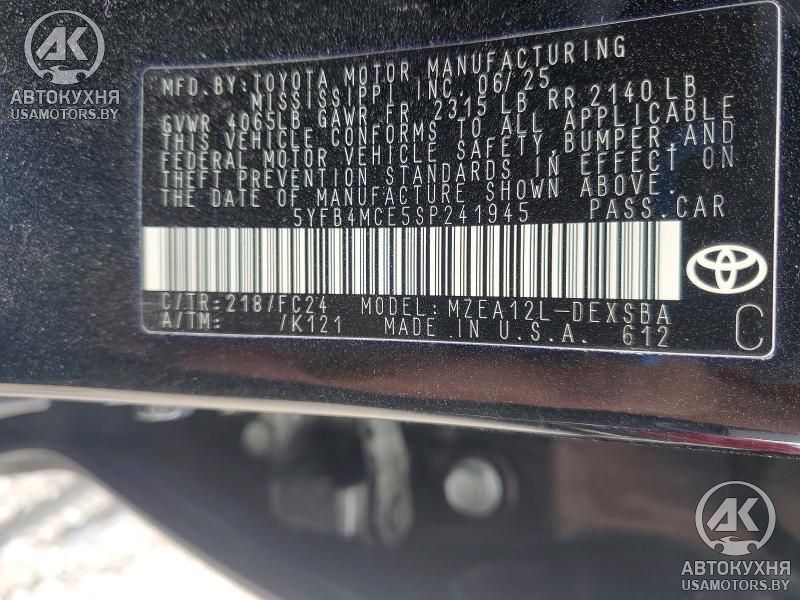 AK
АВТОКУХНЯ
USAMOTORS.BY
MFD.BY:TOYOTA MOTOR MANUFACTURING
MISSISSIPPI INC. 06/25
GVWR 4065LB GAWR FR 2315 LB RR 2140 LB
THIS VEHICLE CONFORMS TO ALL APPLICABLE
FEDERAL MOTOR VEHICLE SAFETY,BUMPER,AND
THEFT PREVENTION STANDARDS IN EFFECT ON
THE DATE OF MANUFACTURE SHOWN ABOVE.
5YFB4MCE5SP241945 PASS.CAR
C/TR:218/FC24 MODEL:MZEA12L-DEXSBA
A/TM: /K121 MADE IN U.S.A. 612
C
AK
АВТОКУХНЯ
USAMOTORS.BY